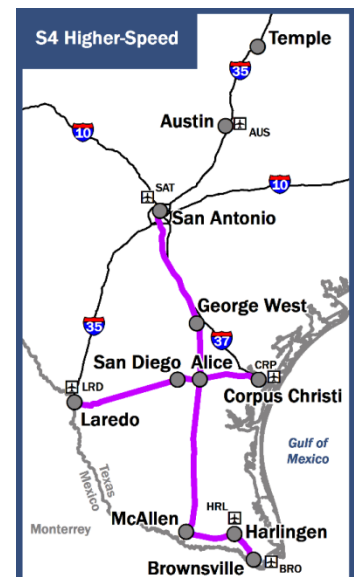 S4 Higher-Speed
Temple
35
Austin
AUS
10
SAT
10
San Antonio
George West
35
37
San Diego
Alice
CRP
LRD
Corpus Christi
Laredo
Gulf of
Mexico
Texas
Mexico
HRL
McAllen
Harlingen
Monterrey
Brownsville
BRO